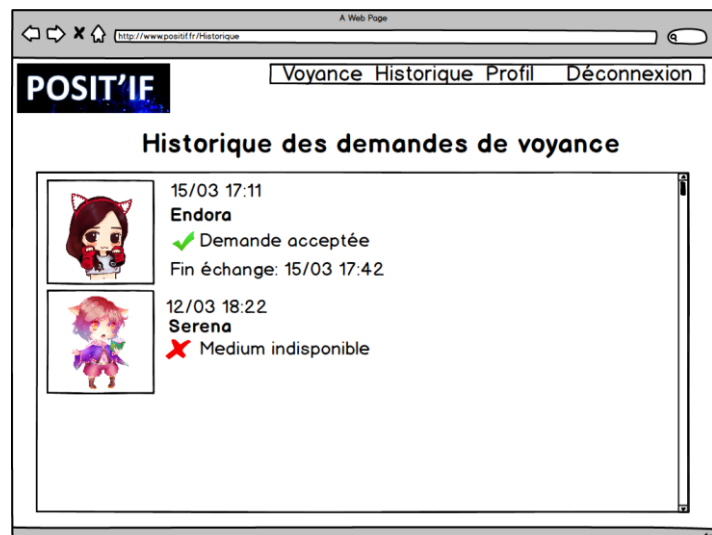 A Web Page
http://www.positif.fr/Historique
POSIT'IF
Voyance Historique Profil Déconnexion
Historique des demandes de voyance
15/03 17:11
Endora
Demande acceptée
Fin échange: 15/03 17:42
12/03 18:22
Serena
Medium indisponible